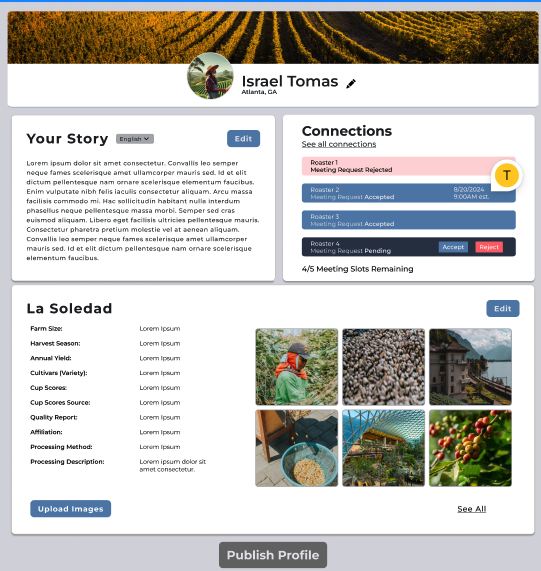 Israel Tomas
Atlanta, GA
Your Story
English
Edit
Lorem ipsum dolor sit amet consectetur. Convallis leo semper
neque fames scelerisque amet ullamcorper mauris sed. Id et elit
dictum pellentesque nam ornare scelerisque elementum faucibus.
Enim vulputate nibh felis iaculis consectetur aliquam. Arcu massa
facilisis commodo mi. Hac sollicitudin habitant nulla interdum
phasellus neque pellentesque massa morbi. Semper sed cras
euismod aliquam. Libero eget facilisis ultricies pellentesque mauris.
Consectetur pharetra pretium molestie vel at aenean aliquam.
Convallis leo semper neque fames scelerisque amet ullamcorper
mauris sed. Id et elit dictum pellentesque nam ornare scelerisque
elementum faucibus.
Connections
See all connections
Roaster 1
Meeting Request Rejected
Roaster 2
Meeting Request Accepted
8/20/2024
9:00AM est.
T
Roaster 3
Meeting Request Accepted
Roaster 4
Meeting Request Pending
Accept
Reject
4/5 Meeting Slots Remaining
La Soledad
Edit
Farm Size: Lorem Ipsum
Harvest Season: Lorem Ipsum
Annual Yield: Lorem Ipsum
Cultivars (Variety): Lorem Ipsum
Cup Scores: Lorem Ipsum
Cup Scores Source: Lorem Ipsum
Quality Report: Lorem Ipsum
Affiliation: Lorem Ipsum
Processing Method: Lorem Ipsum
Processing Description: Lorem ipsum dolor sit
amet consectetur.
Upload Images
See All
Publish Profile